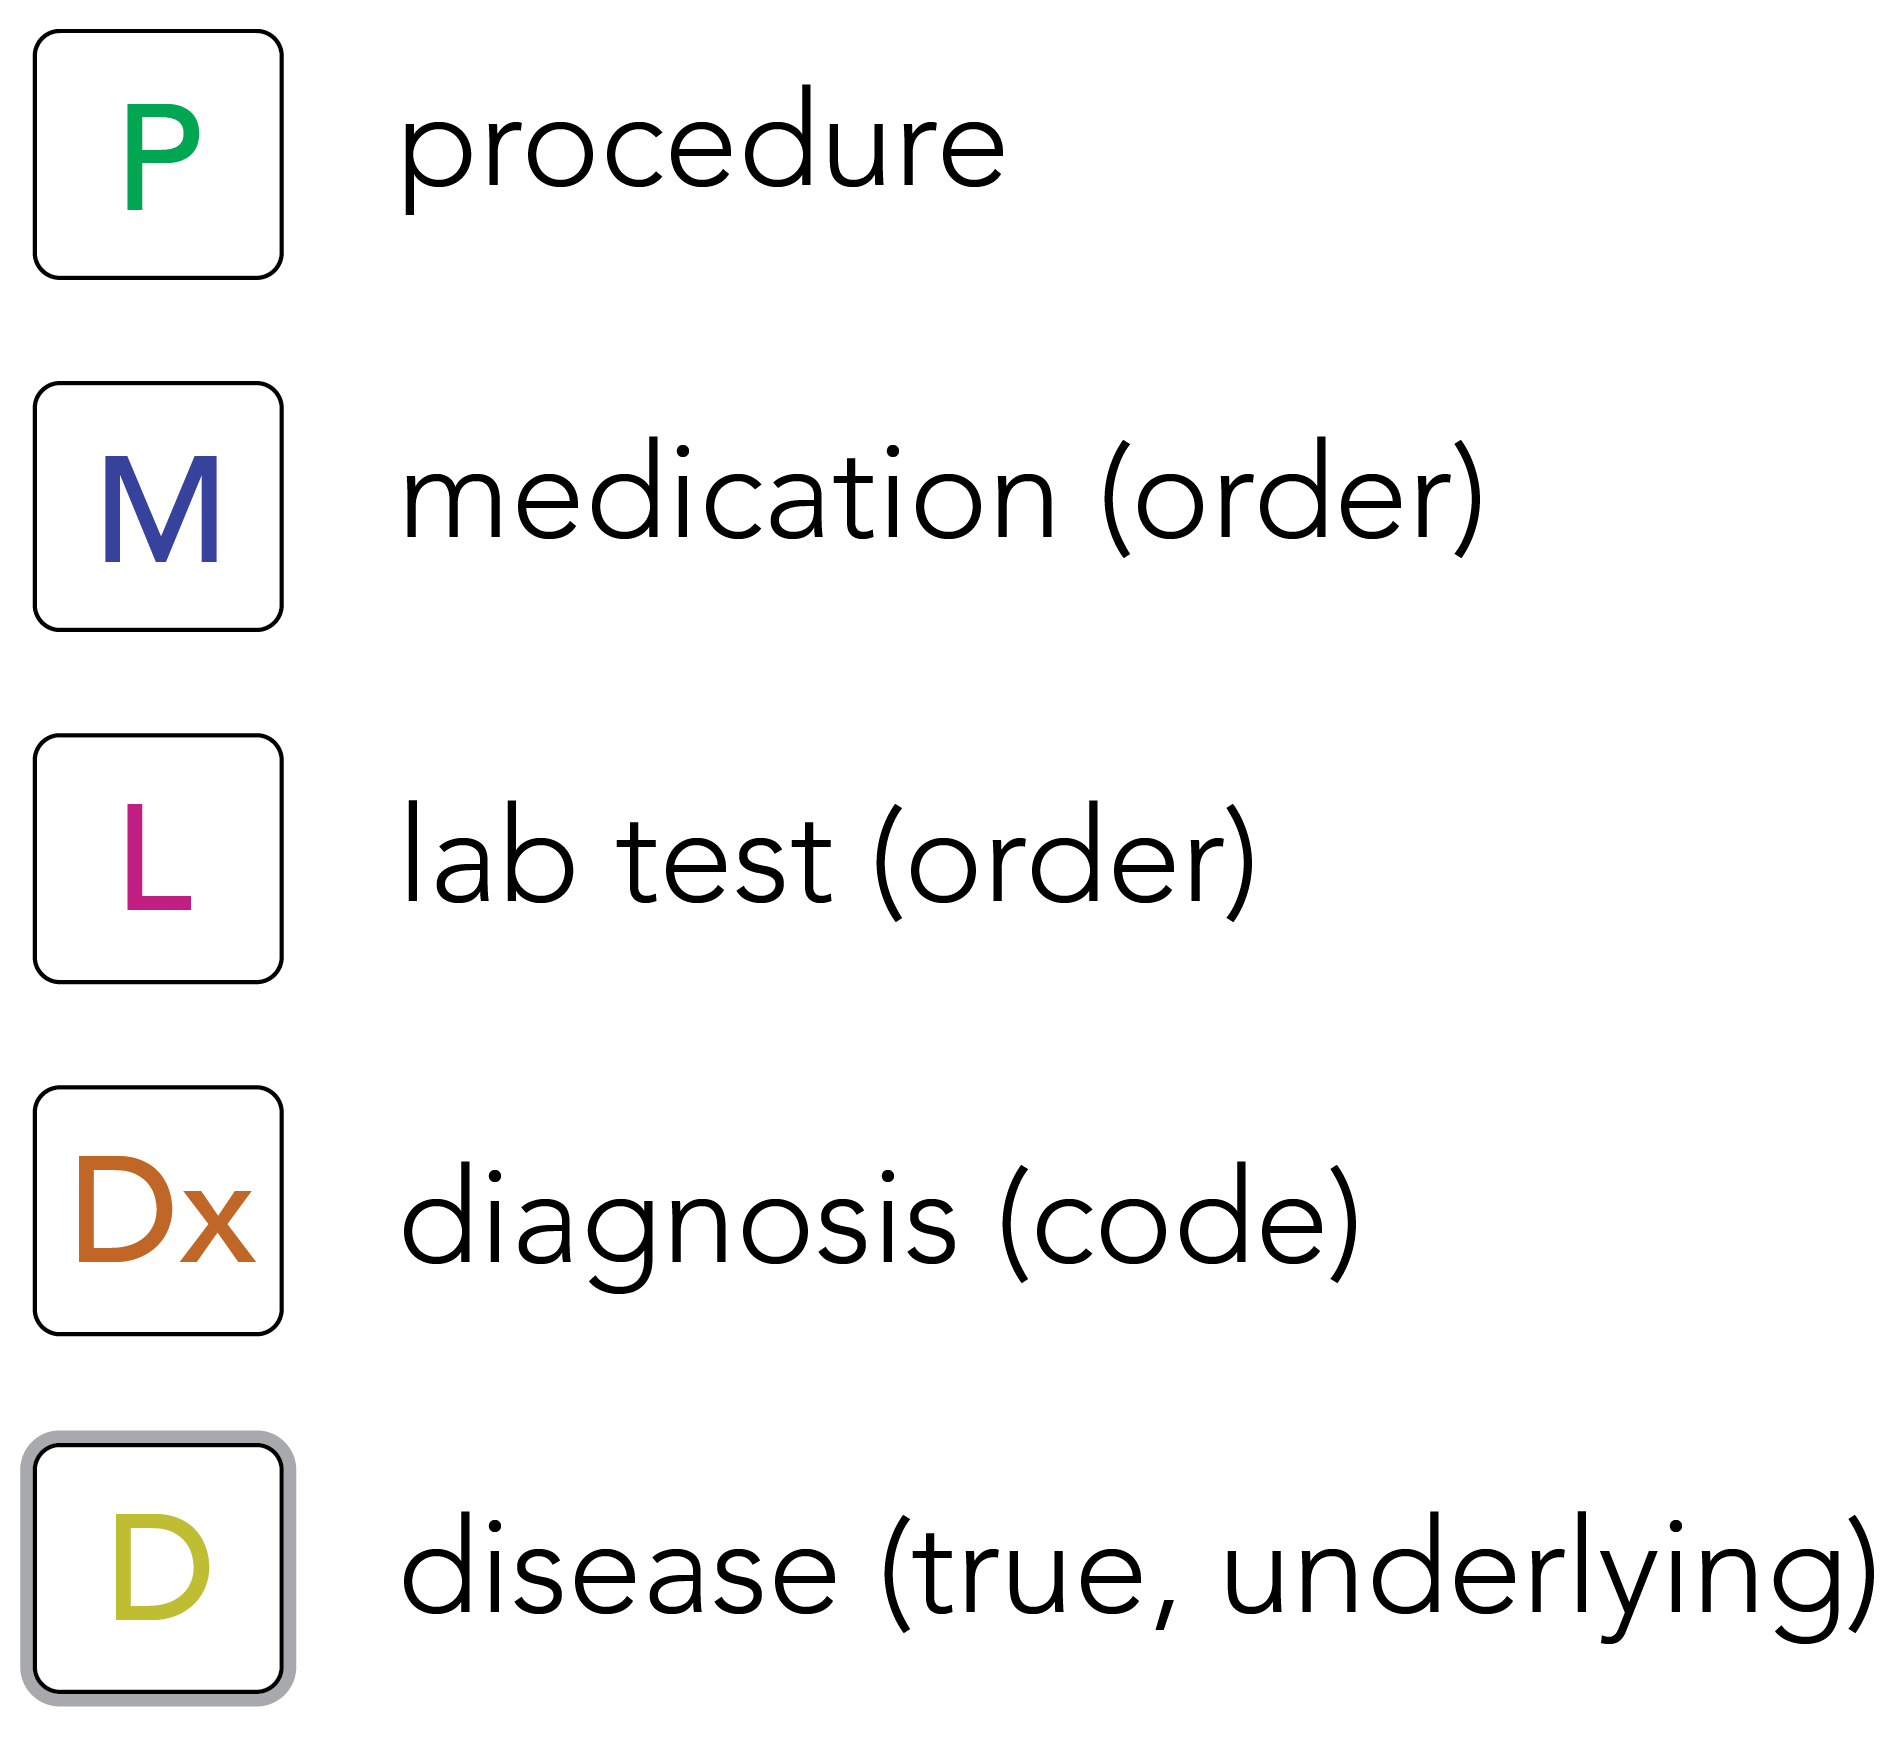 P procedure
M medication (order)
L lab test (order)
Dx diagnosis (code)
D disease (true, underlying)